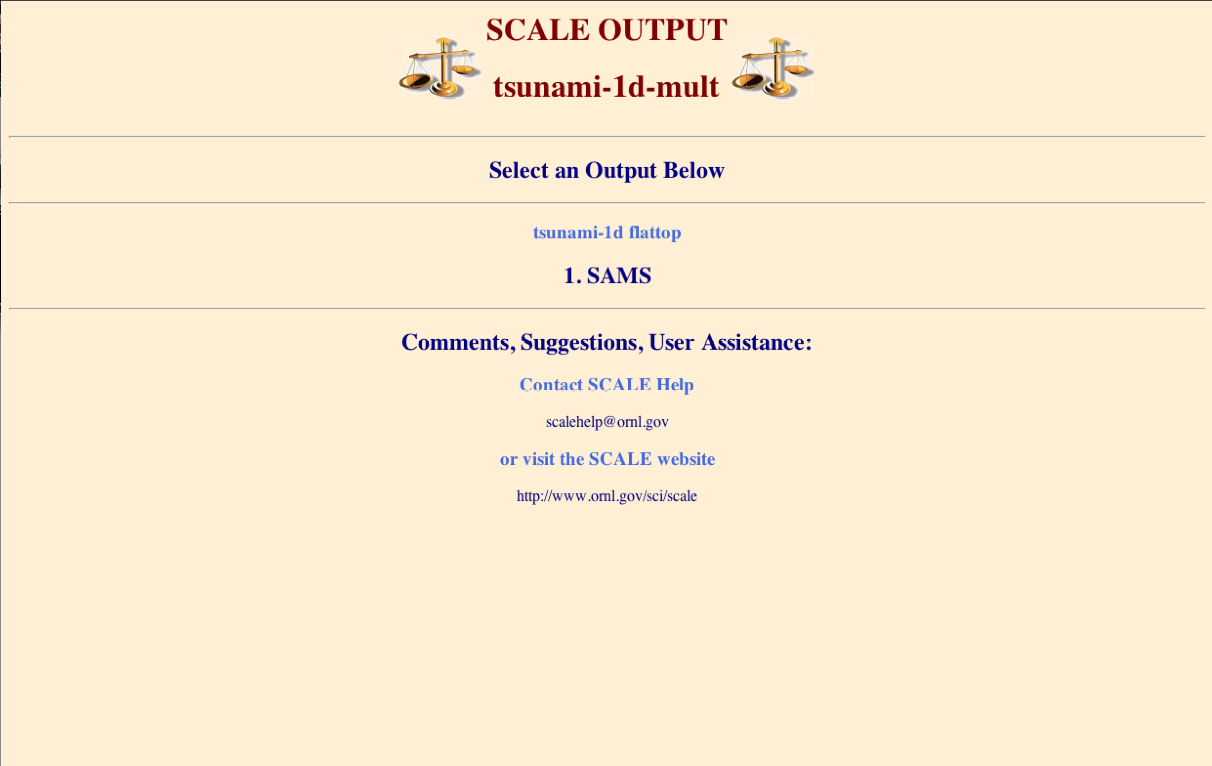 SCALE OUTPUT
tsunami-1d-mult
Select an Output Below
tsunami-1d flattop
1. SAMS
Comments, Suggestions, User Assistance:
Contact SCALE Help
scalehelp@ornl.gov
or visit the SCALE website
http://www.ornl.gov/sci/scale